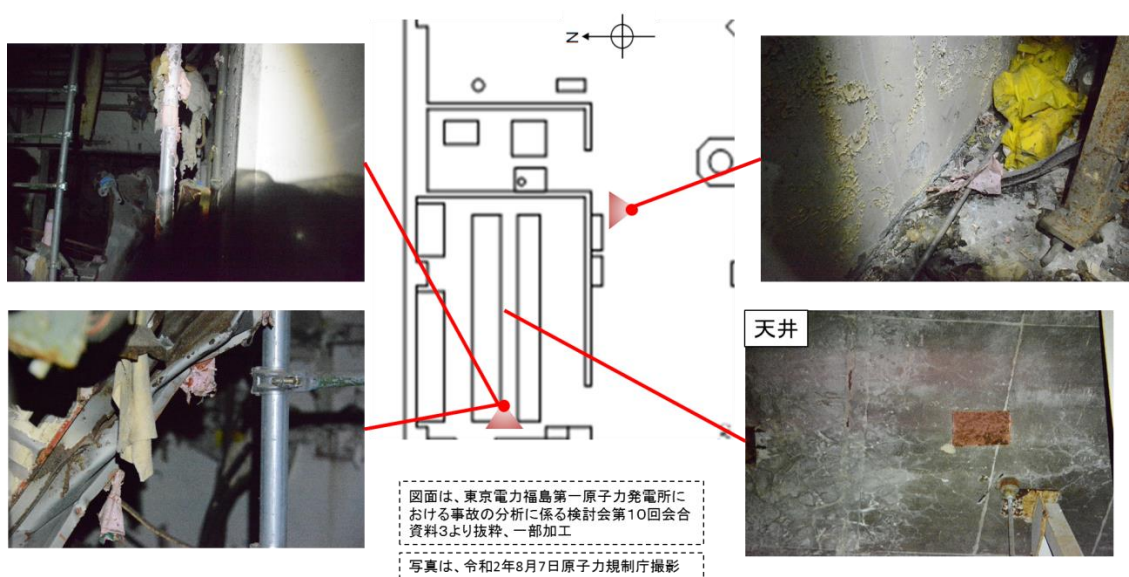 N
天井
図面は、東京電力福島第一原子力発電所に
おける事故の分析に係る検討会第10回会合
資料3より抜粋、一部加工
写真は、令和2年8月7日原子力規制庁撮影